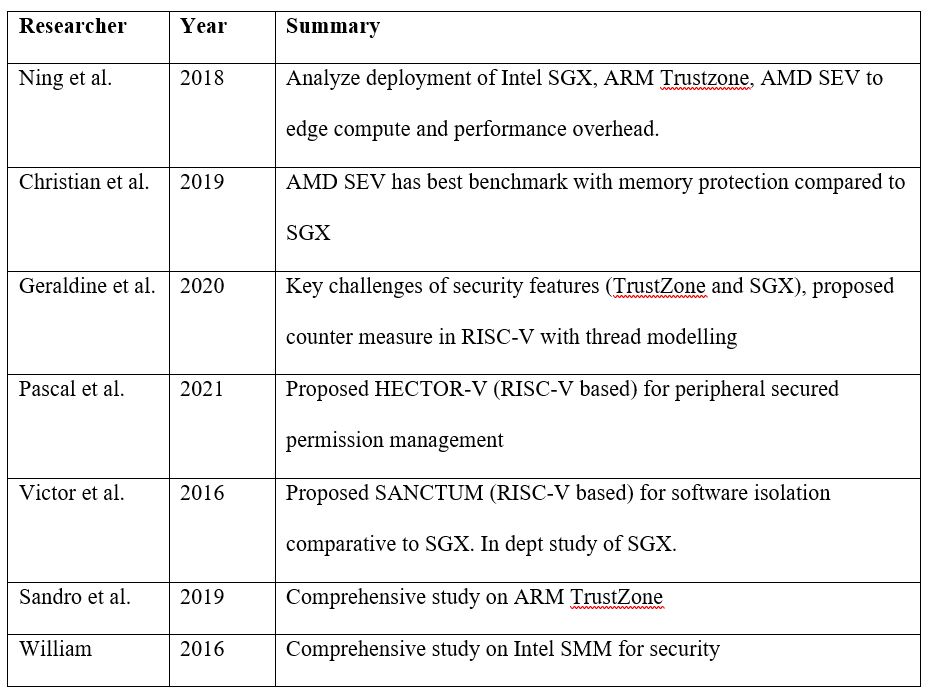 Researcher Year Summary
Ning et al. 2018 Analyze deployment of Intel SGX, ARM Trustzone, AMD SEV to
edge compute and performance overhead.
Christian et al. 2019 AMD SEV has best benchmark with memory protection compared to
SGX
Geraldine et al. 2020 Key challenges of security features (TrustZone and SGX), proposed
counter measure in RISC-V with thread modelling
Pascal et al. 2021 Proposed HECTOR-V (RISC-V based) for peripheral secured
permission management
Victor et al. 2016 Proposed SANCTUM (RISC-V based) for software isolation
comparative to SGX. In dept study of SGX.
Sandro et al. 2019 Comprehensive study on ARM TrustZone
William 2016 Comprehensive study on Intel SMM for security